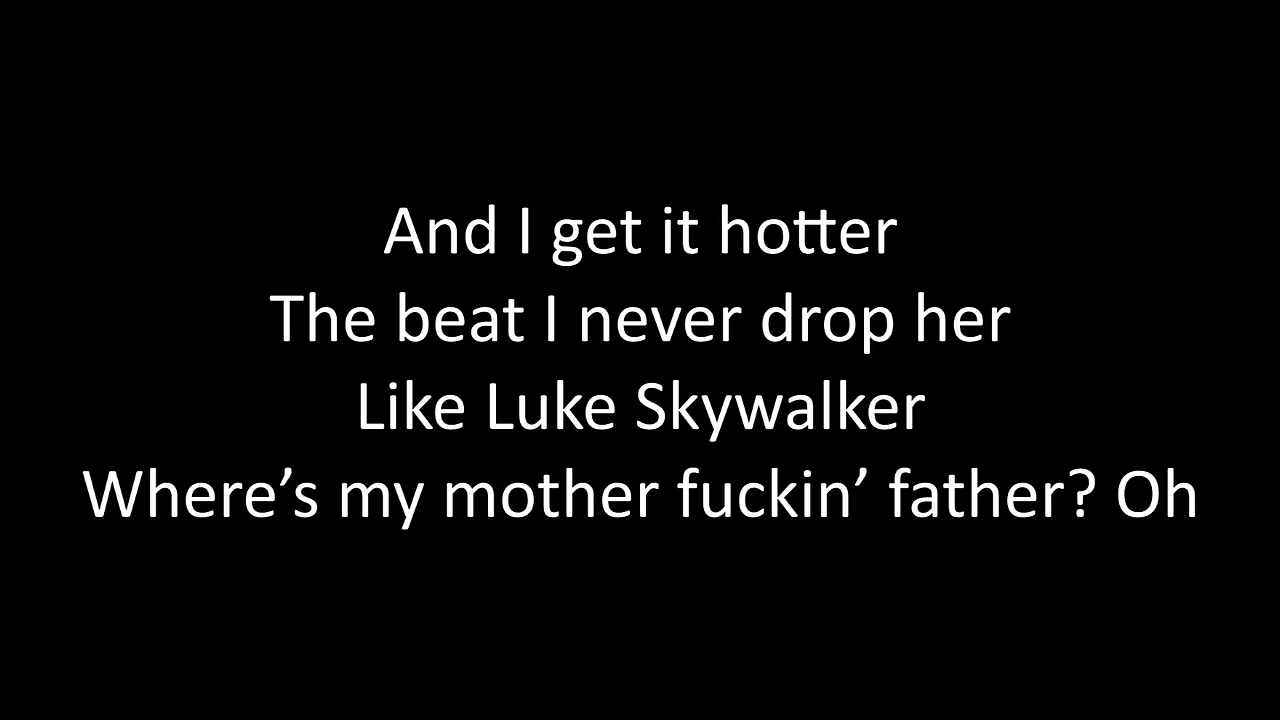 And I get it hotter
The beat I never drop her
Like Luke Skywalker
Where’s my mother fuckin’ father? Oh